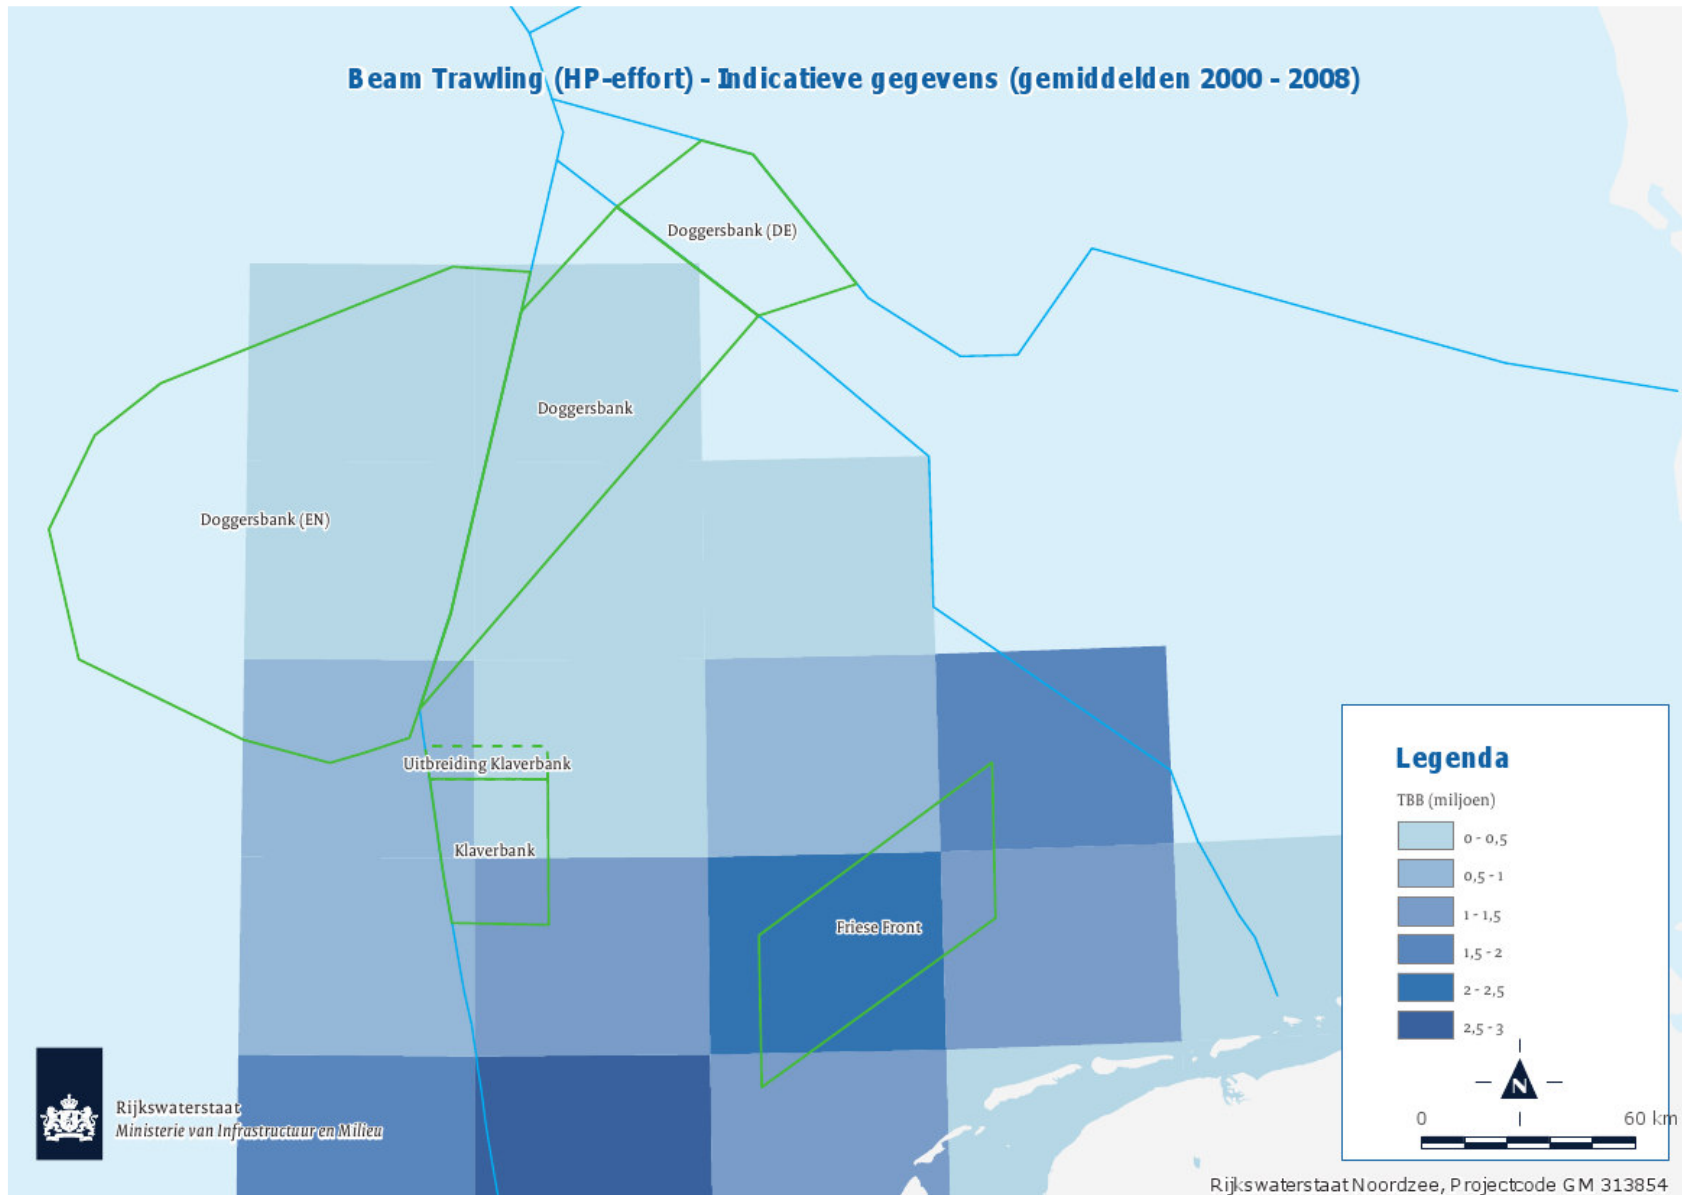 Beam Trawling (HP-effort) - Indicatieve gegevens (gemiddelden 2000 - 2008)
Doggersbank (DE)
Doggersbank
Doggersbank (EN)
Uitbreiding Klaverbank
Klaverbank
Friese Front
Legenda
TBB (miljoen)
0 - 0,5
0,5 - 1
1 - 1,5
1,5 - 2
2 - 2,5
2,5 - 3
N
0 60 km
Rijkswaterstaat
Ministerie van Infrastructuur en Milieu
Rijkswaterstaat Noordzee, Projectcode GM 313854